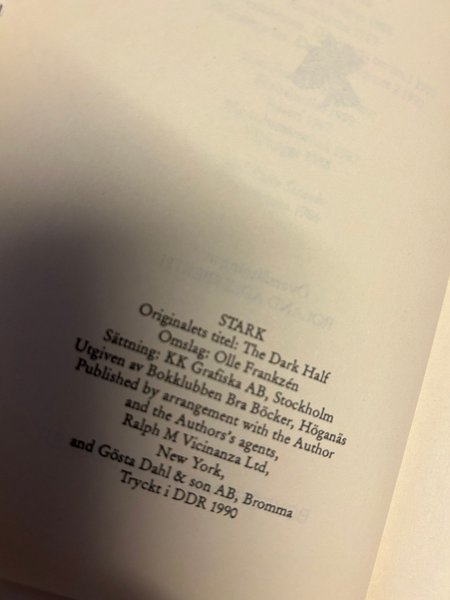 STARK
Originalets titel: The Dark Half
Omslag: Olle Frankzén
Sättning: KK Grafiska AB, Stockholm
Utgiven av Bokklubben Bra Böcker, Höganäs
Published by arrangement with the Author
and the Authors's agents,
Ralph M Vicinanza Ltd,
New York,
and Gösta Dahl & son AB, Bromma
Tryckt i DDR 1990